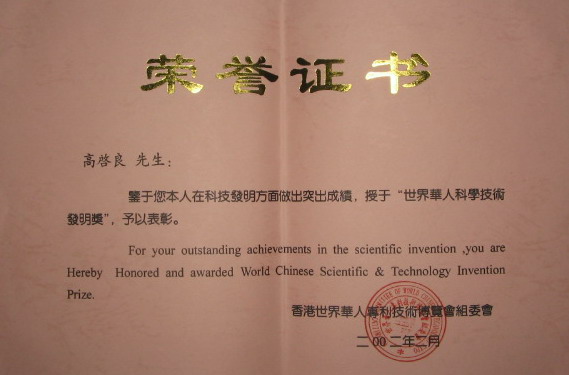 荣誉证书
高啓良 先生：
鑒于您本人在科技發明方面做出突出成績，授于“世界華人科學技術
發明獎”，予以表彰。
For your outstanding achievements in the scientific invention ,you are
Hereby Honored and awarded World Chinese Scientific & Technology Invention
Prize.
香港世界華人專利技術博覽會組委會
二00二年二月